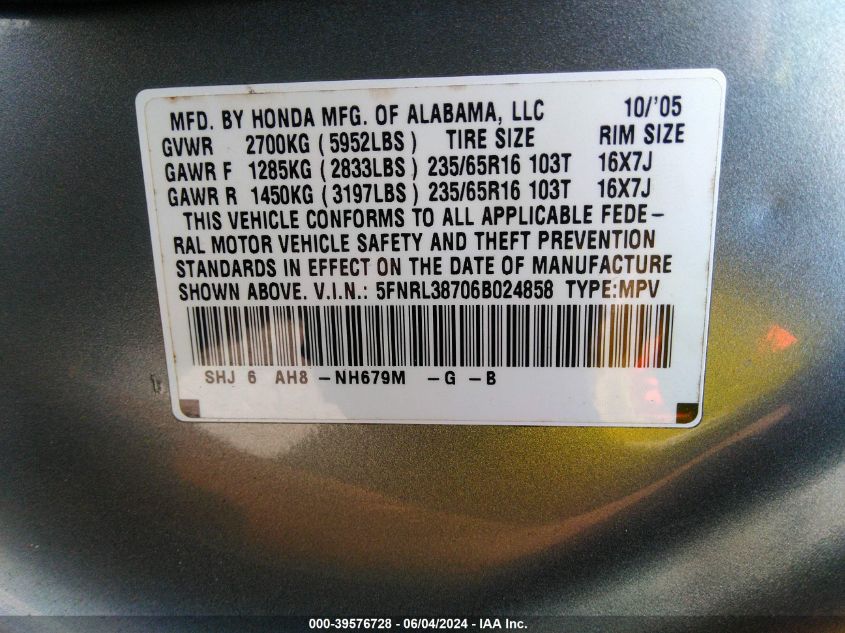 MFD. BY HONDA MFG. OF ALABAMA, LLC 10/'05
GVWR 2700KG (5952LBS) TIRE SIZE RIM SIZE
GAWR F 1285KG (2833LBS) 235/65R16 103T 16X7J
GAWR R 1450KG (3197LBS) 235/65R16 103T 16X7J
THIS VEHICLE CONFORMS TO ALL APPLICABLE FEDE-
RAL MOTOR VEHICLE SAFETY AND THEFT PREVENTION
STANDARDS IN EFFECT ON THE DATE OF MANUFACTURE
SHOWN ABOVE. V.I.N.: 5FNRL38706B024858 TYPE:MPV
SHJ 6 AH8 -NH679M -G -B
000-39576728 - 06/04/2024 - IAA Inc.